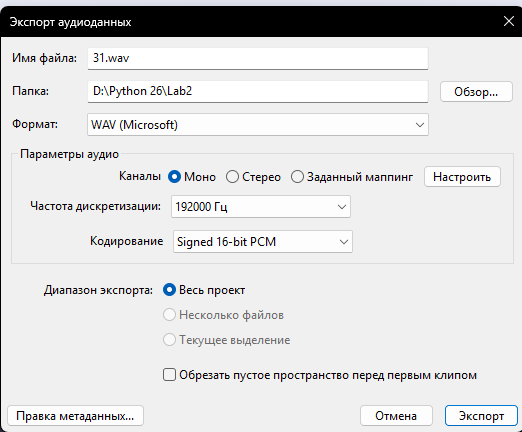 Экспорт аудиоданных
Имя файла: 31.wav
Папка: D:\Python 26\Lab2 Обзор...
Формат: WAV (Microsoft)
Параметры аудио
Каналы Моно Стерео Заданный маппинг Настроить
Частота дискретизации: 192000 Гц
Кодирование Signed 16-bit PCM
Диапазон экспорта: Весь проект
Несколько файлов
Текущее выделение
Обрезать пустое пространство перед первым клипом
Правка метаданных... Отмена Экспорт